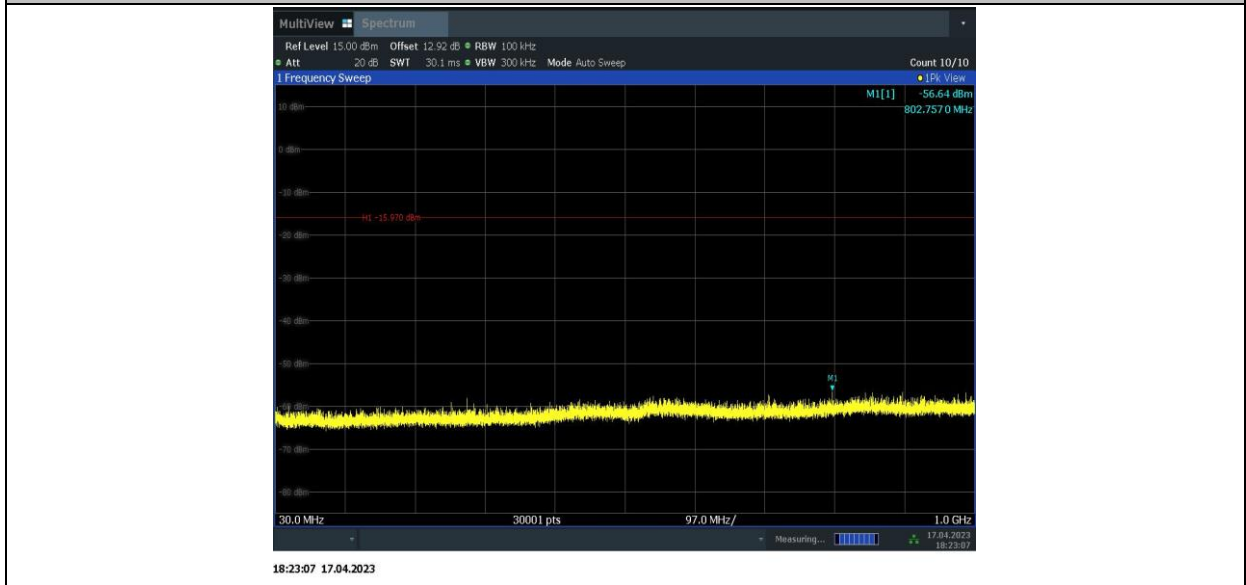 MultiView Spectrum
Ref Level 15.00 dBm Offset 12.92 dB RBW 100 kHz
Att 20 dB SWT 30.1 ms VBW 300 kHz Mode Auto Sweep Count 10/10
1 Frequency Sweep 1Pk View
M1[1] -56.64 dBm
802.7570 MHz
10 dBm
0 dBm
-10 dBm
H1 -15.970 dBm
-20 dBm
-30 dBm
-40 dBm
-50 dBm
M1
-70 dBm
-80 dBm
30.0 MHz 30001 pts 97.0 MHz/ 1.0 GHz
Measuring... 17.04.2023
18:23:07
18:23:07 17.04.2023